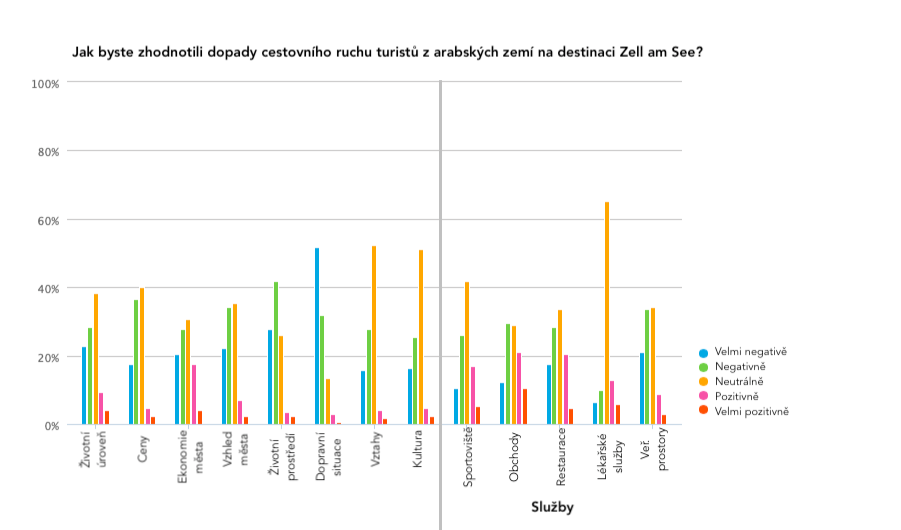 Jak byste zhodnotili dopady cestovního ruchu turistů z arabských zemí na destinaci Zell am See?
100%
80%
60%
40%
20%
0%
Životní
úroveň
Ceny
Ekonomie
města
Vzhled
města
Životní
prostředí
Dopravní
situace
Vztahy
Kultura
Sportoviště
Obchody
Restaurace
Lékařské
služby
Veř.
prostory
Služby
Velmi negativě
Negativně
Neutrálně
Pozitivně
Velmi pozitivně